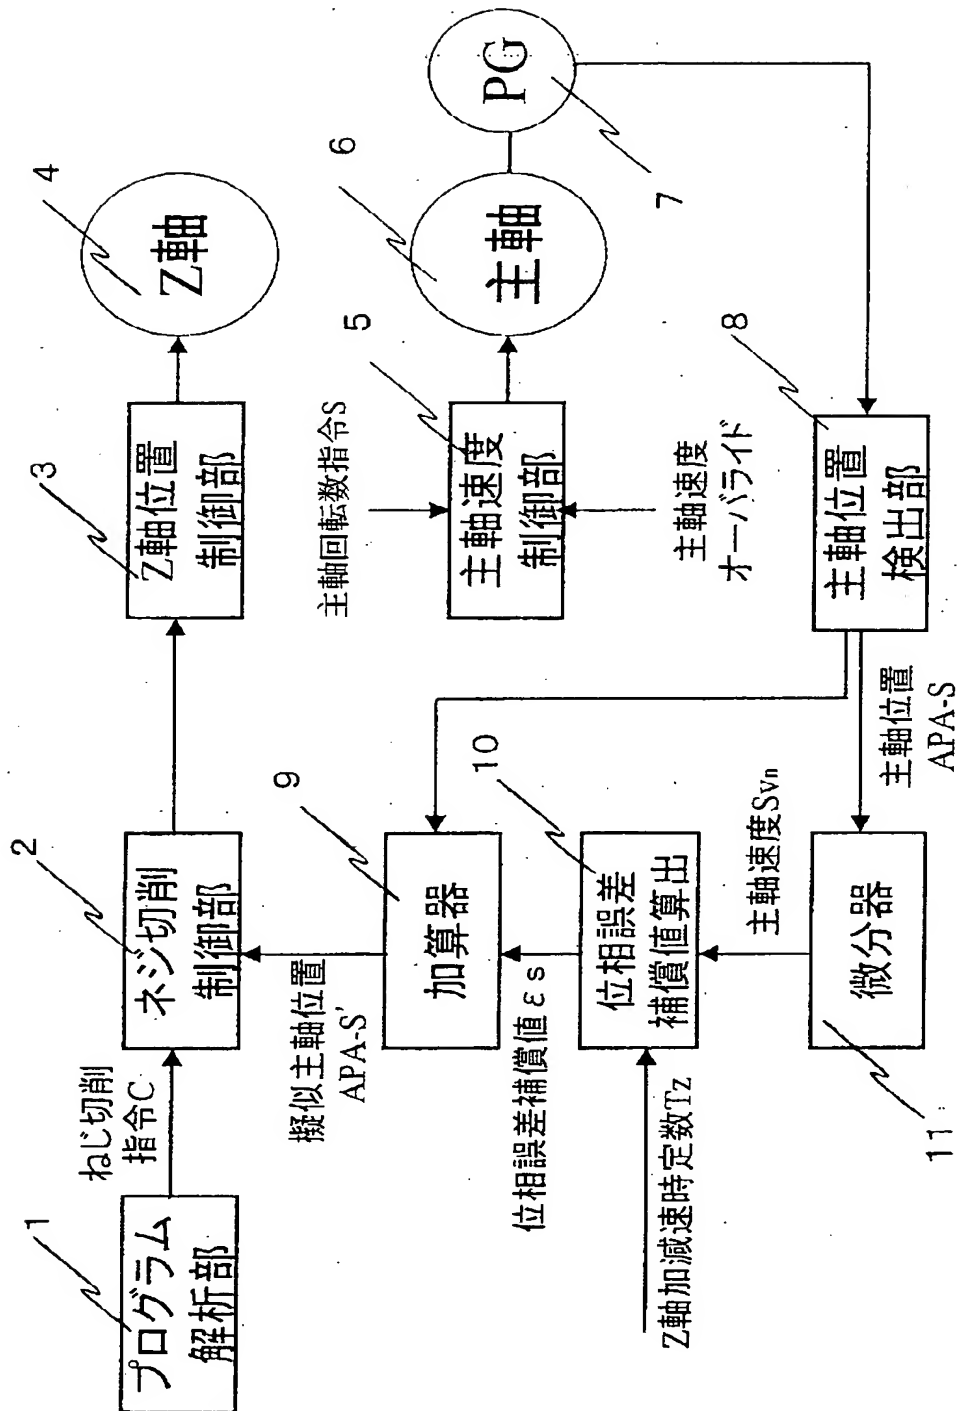 1
プログラム
解析部
ねじ切削
指令C
2
ネジ切削
制御部
3
Z軸位置
制御部
4
Z軸
主軸回転数指令S
5
主軸速度
制御部
主軸速度
オーバライド
6
主軸
PG
7
8
主軸位置
検出部
主軸位置
APA-S
9
加算器
擬似主軸位置
APA-S'
10
位相誤差
補償値算出
位相誤差補償値εs
Z軸加減速時定数Tz
主軸速度Svn
微分器
11